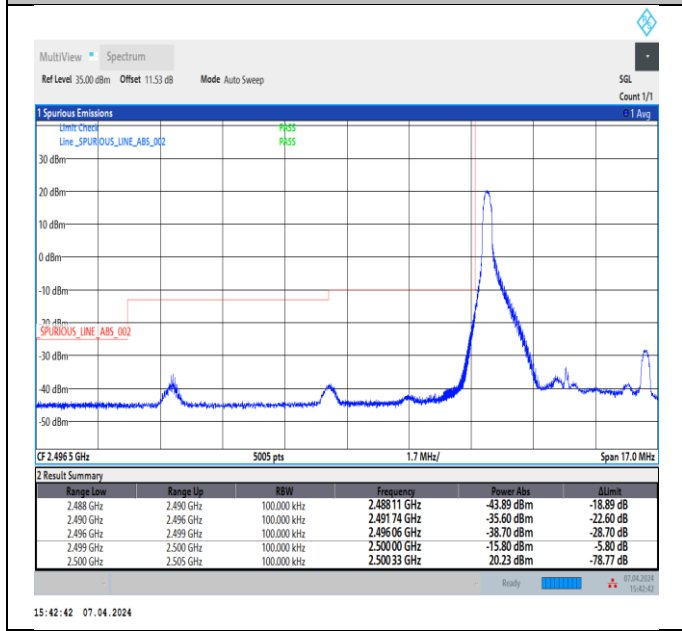 MultiView Spectrum
Ref Level 35.00 dBm Offset 11.53 dB Mode Auto Sweep SGL
Count 1/1
1 Spurious Emissions 1 Avg
Limit Check PASS
Line _SPURIOUS_LINE_ABS_002 PASS
30 dBm
20 dBm
10 dBm
0 dBm
-10 dBm
-20 dBm
_SPURIOUS_LINE_ABS_002
-30 dBm
-40 dBm
-50 dBm
CF 2.496 5 GHz 5005 pts 1.7 MHz/ Span 17.0 MHz
2 Result Summary
Range Low Range Up RBW Frequency Power Abs ΔLimit
2.488 GHz 2.490 GHz 100.000 kHz 2.488 11 GHz -43.89 dBm -18.89 dB
2.490 GHz 2.496 GHz 100.000 kHz 2.491 74 GHz -35.60 dBm -22.60 dB
2.496 GHz 2.499 GHz 100.000 kHz 2.496 06 GHz -38.70 dBm -28.70 dB
2.499 GHz 2.500 GHz 100.000 kHz 2.500 00 GHz -15.80 dBm -5.80 dB
2.500 GHz 2.505 GHz 100.000 kHz 2.500 33 GHz 20.23 dBm -78.77 dB
Ready 07.04.2024
15:42:42
15:42:42 07.04.2024